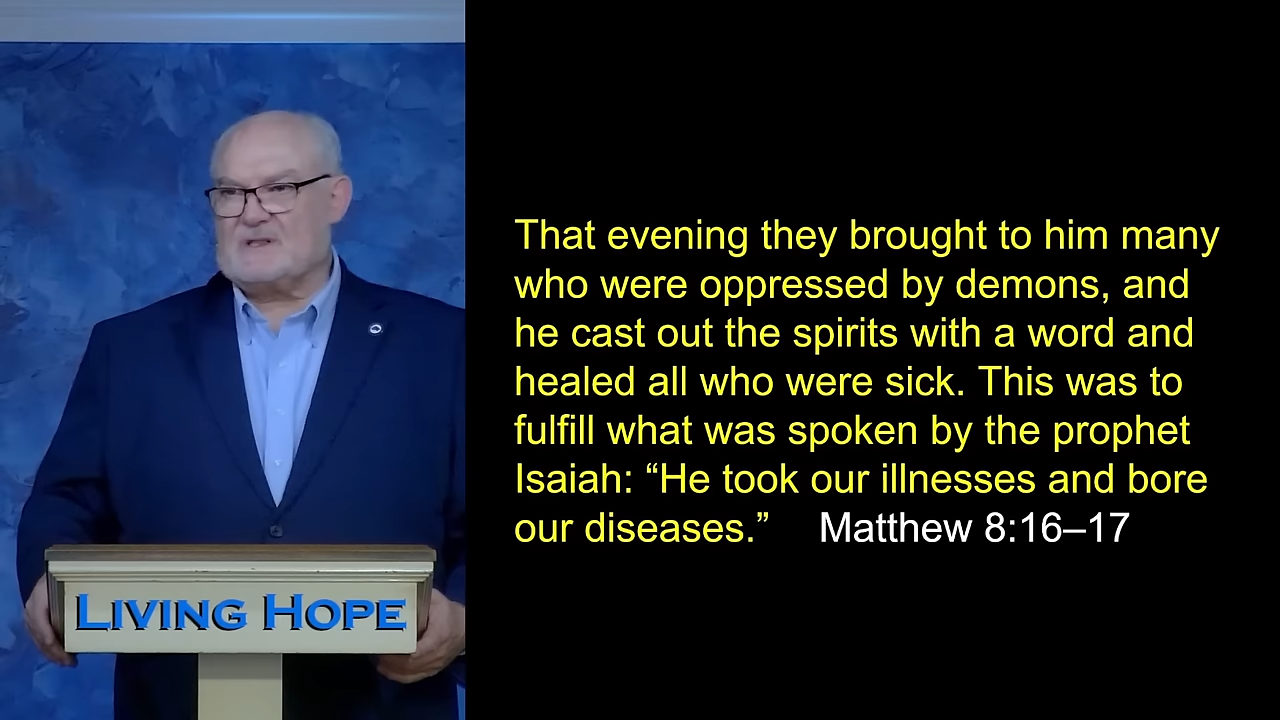 That evening they brought to him many
who were oppressed by demons, and
he cast out the spirits with a word and
healed all who were sick. This was to
fulfill what was spoken by the prophet
Isaiah: “He took our illnesses and bore
our diseases.” Matthew 8:16–17
LIVING HOPE